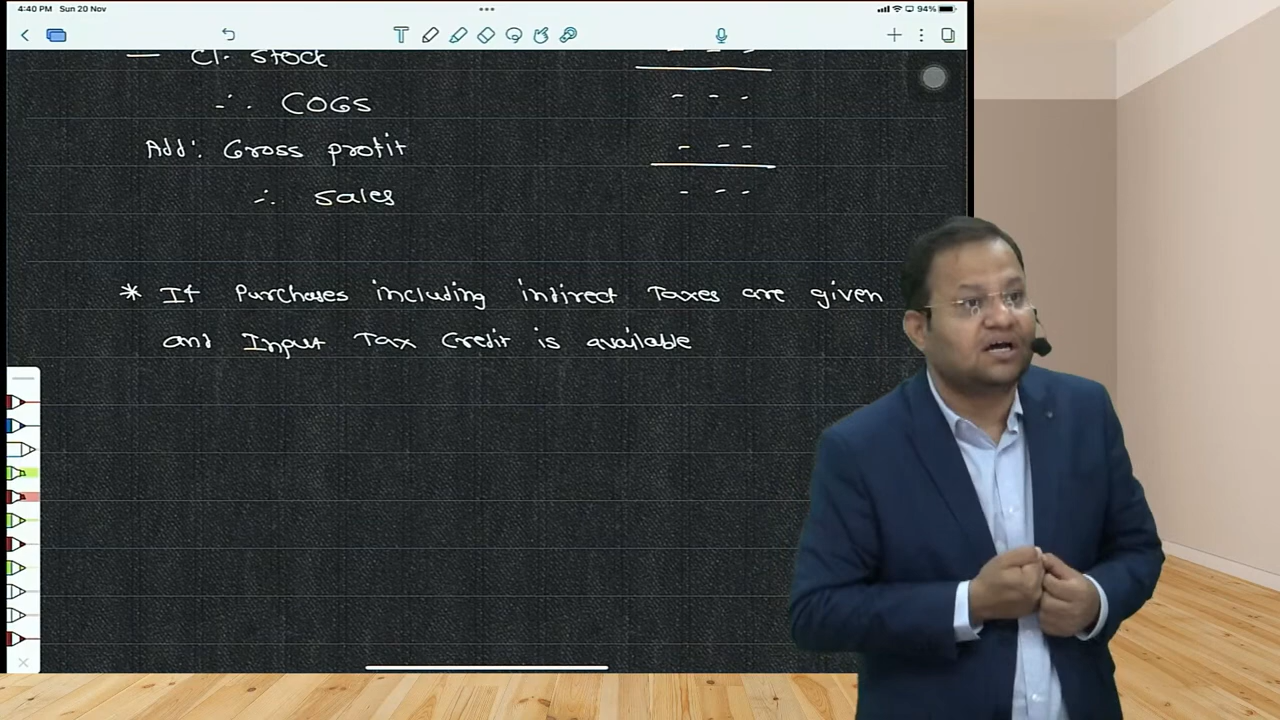 4:40 PM Sun 20 Nov
94%
— Cl. Stock - - -
∴ COGS - - -
Add: Gross profit - - -
∴ Sales - - -
* If Purchases including indirect Taxes are given
and Input Tax Credit is available